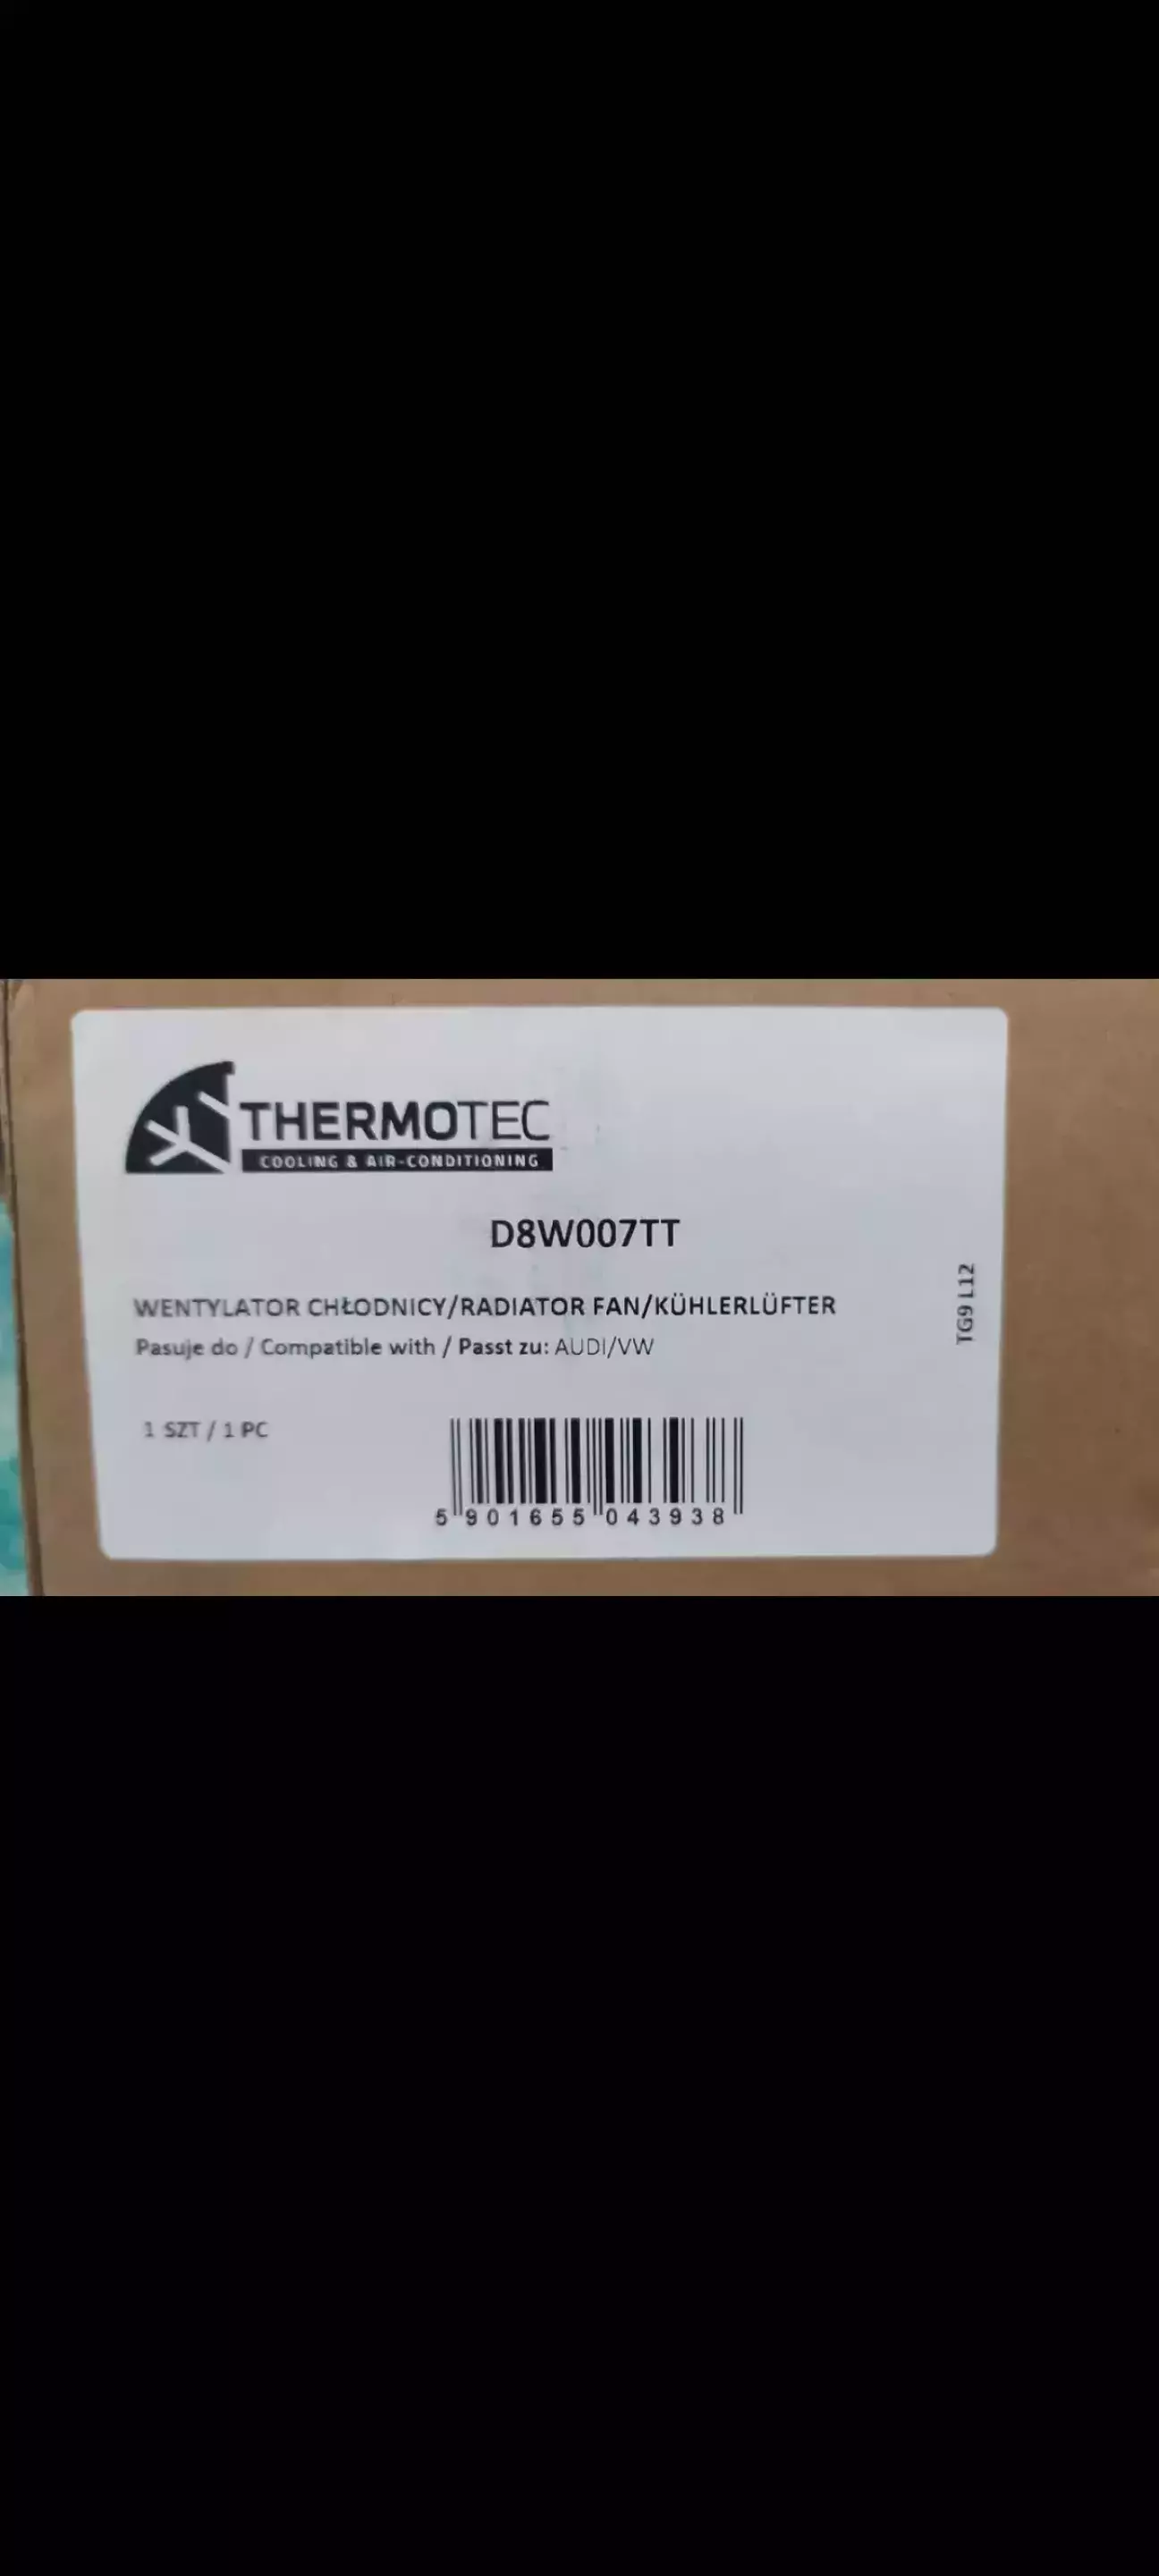 THERMOTEC
COOLING & AIR-CONDITIONING
D8W007TT
WENTYLATOR CHŁODNICY/RADIATOR FAN/KÜHLERLÜFTER
Pasuje do / Compatible with / Passt zu: AUDI/VW
TG9 L12
1 SZT / 1 PC
5 901655 043938